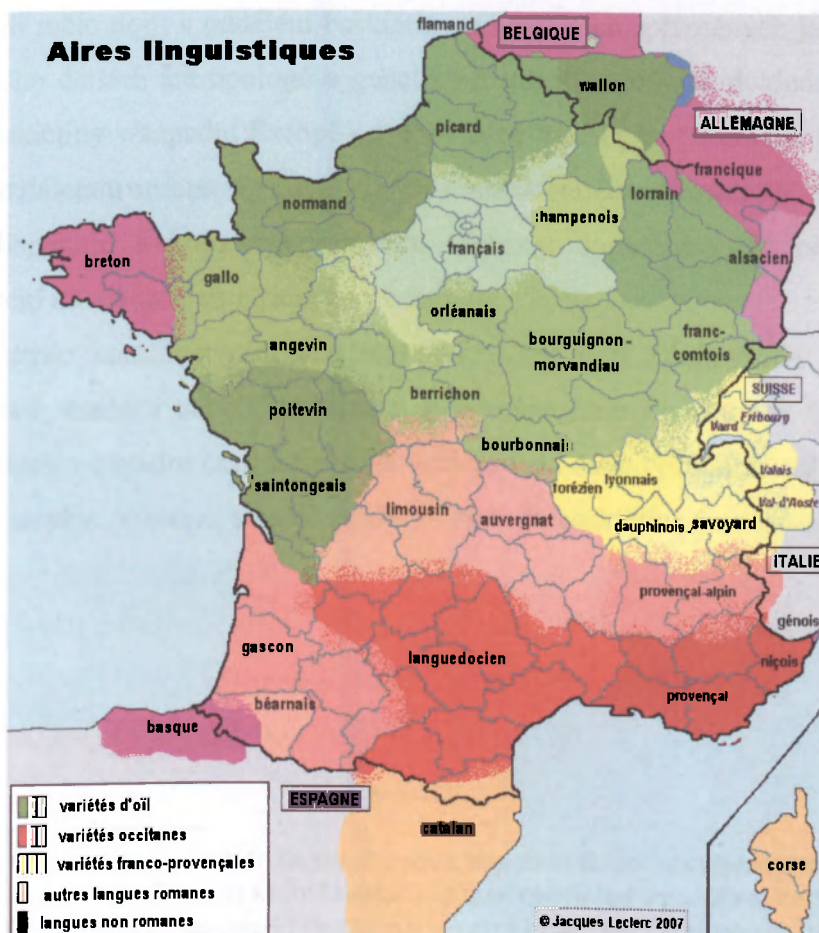 Aires linguistiques
flamand
BELGIQUE
wallon
picard
ALLEMAGNE
francique
lorrain
normand
champenois
français
alsacien
breton
gallo
orléanais
angevin
bourguignon-
morvandiau
franc-
comtois
berrichon
poitevin
SUISSE
Fribourg
Vaud
bourbonnais
saintongeais
forézien
lyonnais
Valais
Val-d'Aoste
limousin
auvergnat
dauphinois
savoyard
ITALIE
provençal-alpin
génois
gascon
languedocien
niçois
provençal
béarnais
basque
ESPAGNE
catalan
corse
variétés d'oïl
variétés occitanes
variétés franco-provençales
autres langues romanes
langues non romanes
© Jacques Leclerc 2007